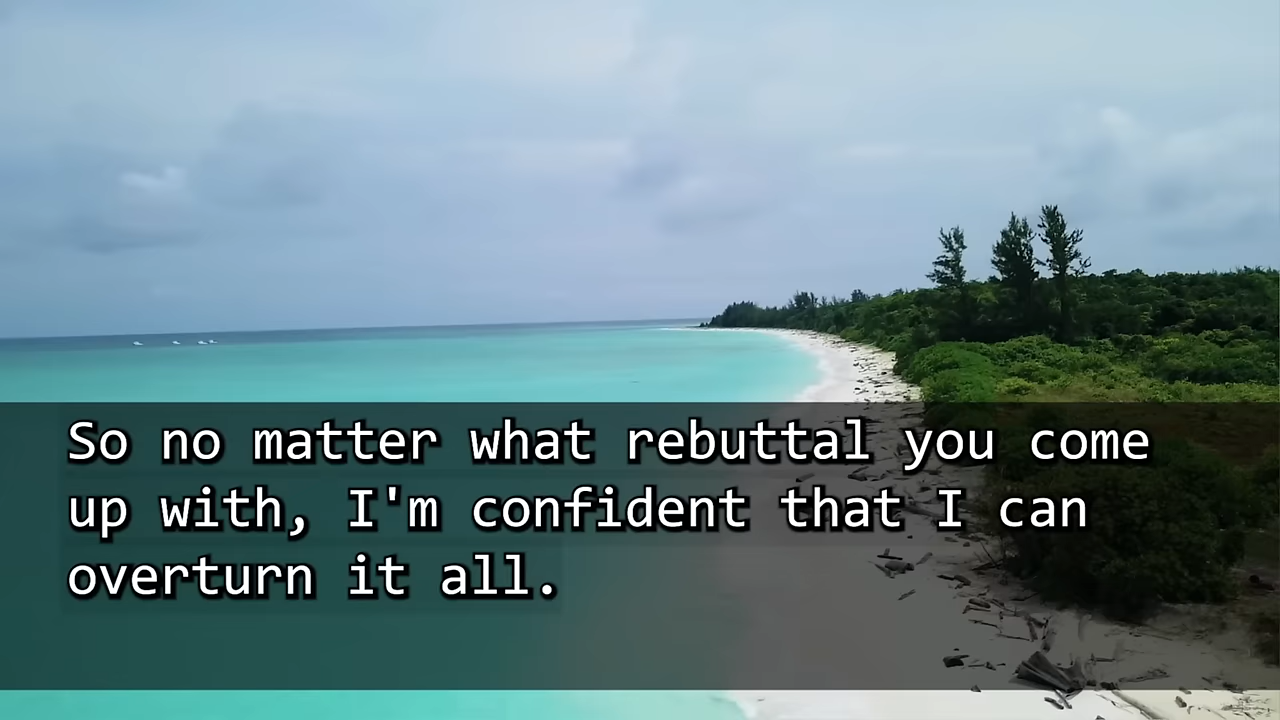 So no matter what rebuttal you come
up with, I'm confident that I can
overturn it all.